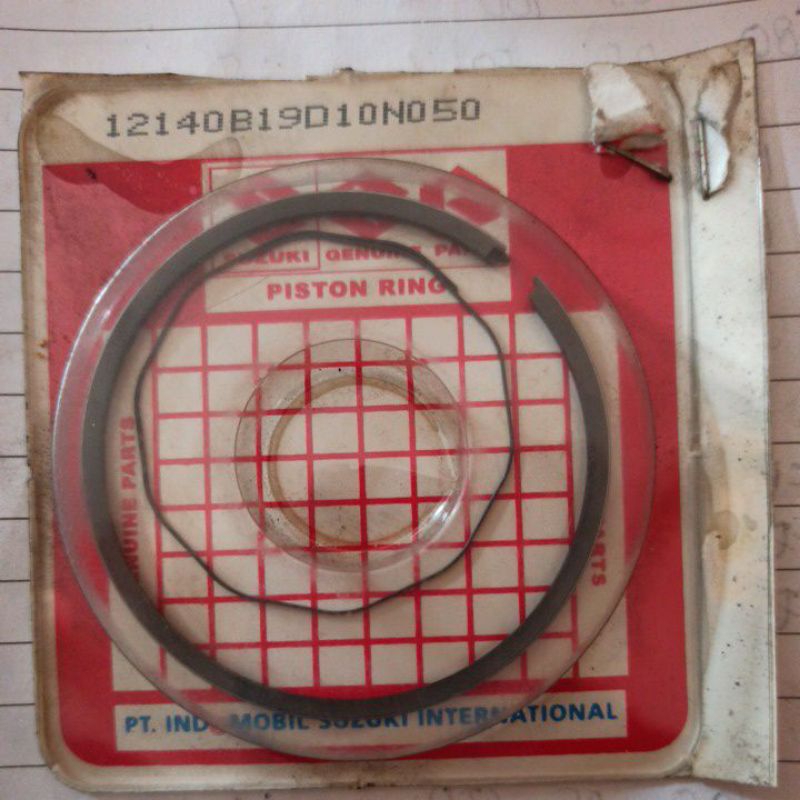 12140B19D10N050
SUZUKI GENUINE PARTS
PISTON RING
GENUINE PARTS
PARTS
PT. INDOMOBIL SUZUKI INTERNATIONAL